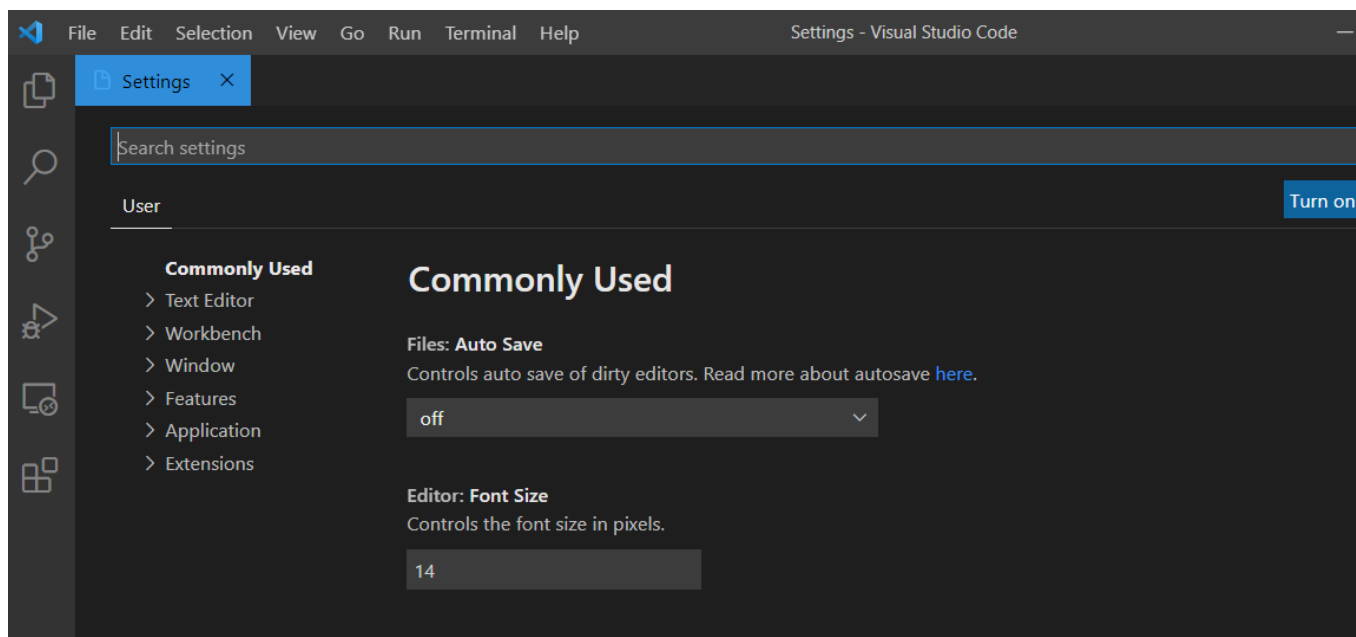 File Edit Selection View Go Run Terminal Help Settings - Visual Studio Code
Settings
Search settings
User
Turn on
Commonly Used
Text Editor
Workbench
Window
Features
Application
Extensions
Commonly Used
Files: Auto Save
Controls auto save of dirty editors. Read more about autosave here.
off
Editor: Font Size
Controls the font size in pixels.
14